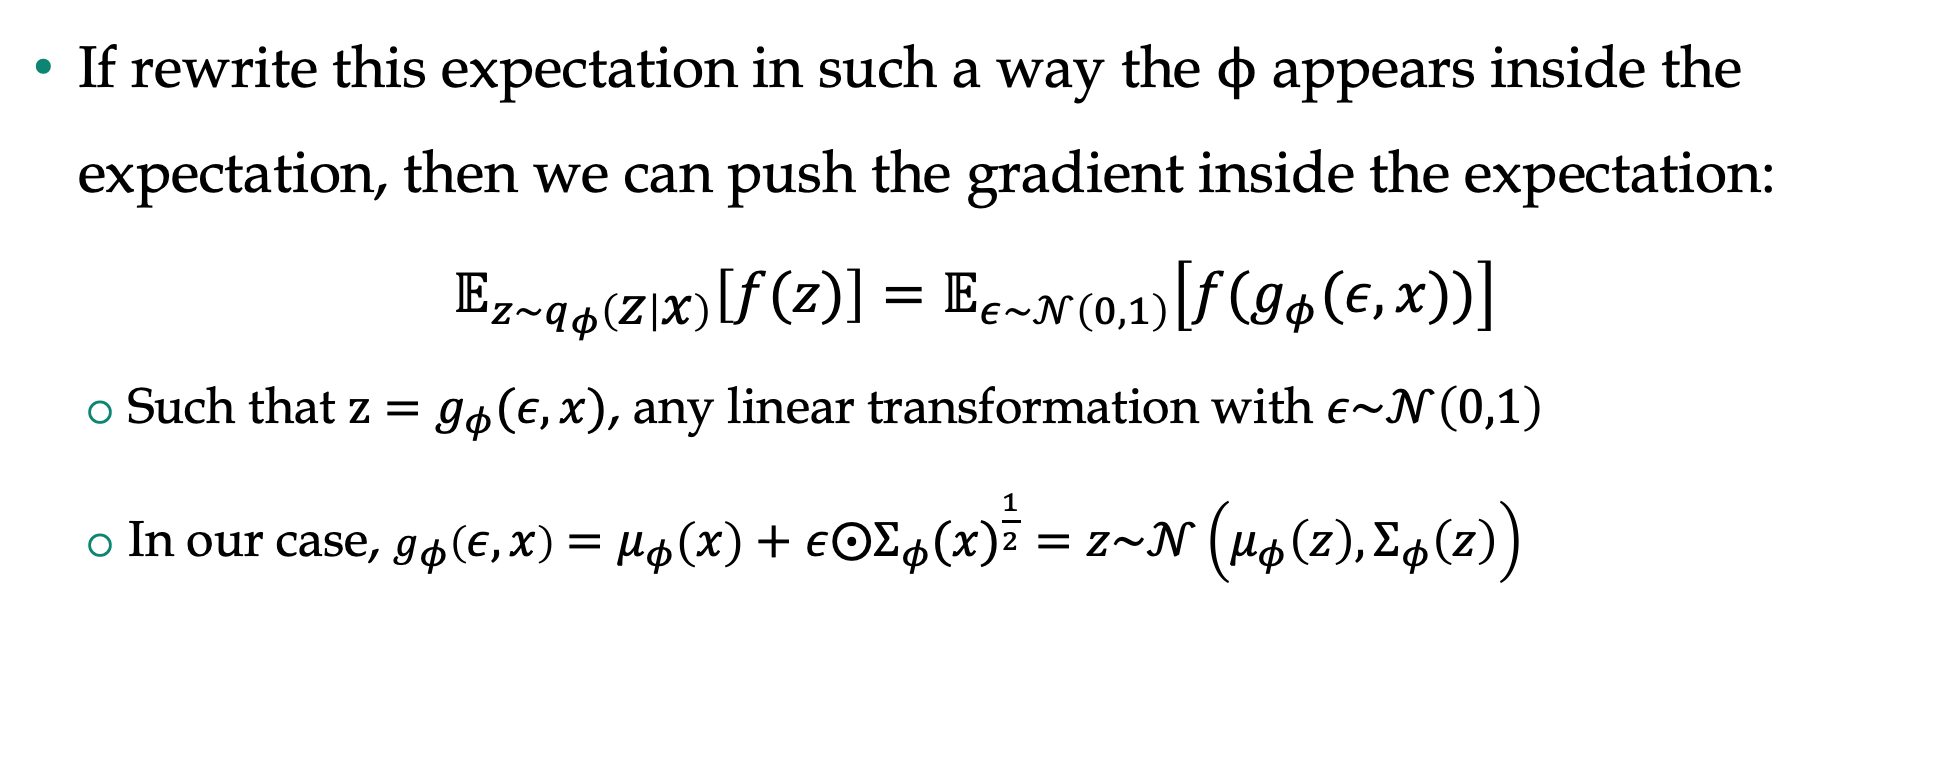 • If rewrite this expectation in such a way the ϕ appears inside the
expectation, then we can push the gradient inside the expectation:
𝔼_{z~q_ϕ(z|x)}[f(z)] = 𝔼_{ϵ~𝒩(0,1)}[f(g_ϕ(ϵ, x))]
○ Such that z = g_ϕ(ϵ, x), any linear transformation with ϵ~𝒩(0,1)
○ In our case, g_ϕ(ϵ, x) = μ_ϕ(x) + ϵ⊙Σ_ϕ(x)^{1/2} = z~𝒩(μ_ϕ(z), Σ_ϕ(z))